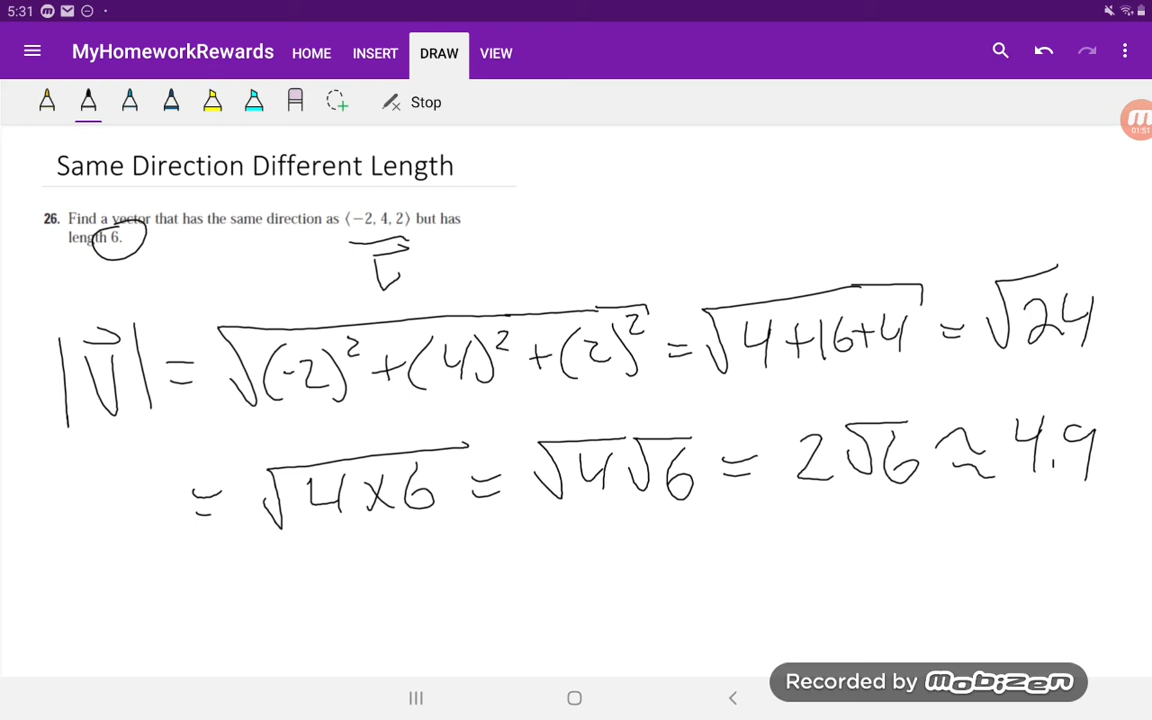 5:31
MyHomeworkRewards HOME INSERT DRAW VIEW
Stop
01:51
Same Direction Different Length
26. Find a vector that has the same direction as ⟨−2, 4, 2⟩ but has
length 6.
v⃗
|v⃗| = √((-2)² + (4)² + (2)²) = √(4+16+4) = √24
= √(4×6) = √4 √6 = 2√6 ≈ 4.9
Recorded by mobizen